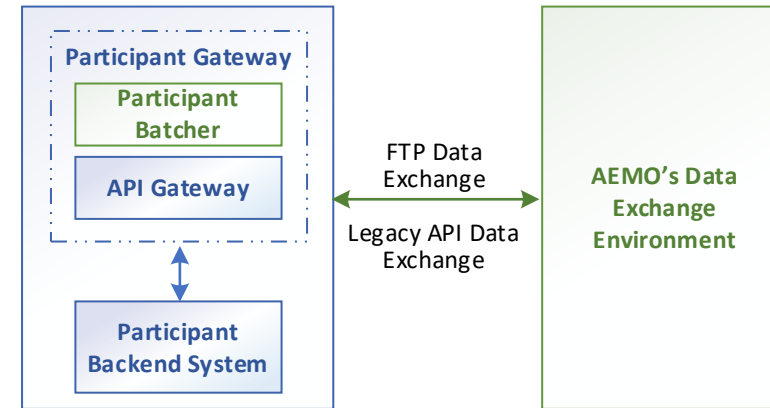 Participant Gateway
Participant
Batcher
API Gateway
Participant
Backend System
FTP Data
Exchange
Legacy API Data
Exchange
AEMO’s Data
Exchange
Environment